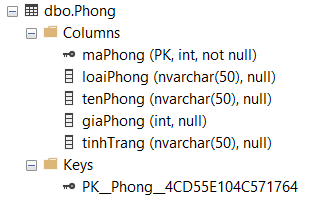 dbo.Phong
Columns
maPhong (PK, int, not null)
loaiPhong (nvarchar(50), null)
tenPhong (nvarchar(50), null)
giaPhong (int, null)
tinhTrang (nvarchar(50), null)
Keys
PK__Phong__4CD55E104C571764